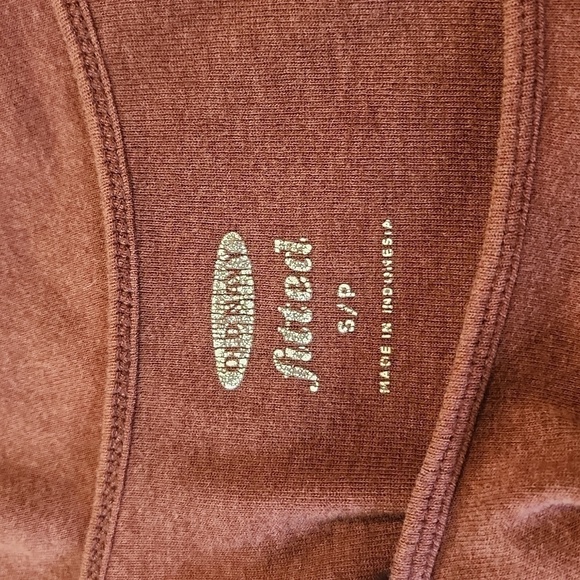 OLD NAVY
fitted
S/P
MADE IN INDONESIA